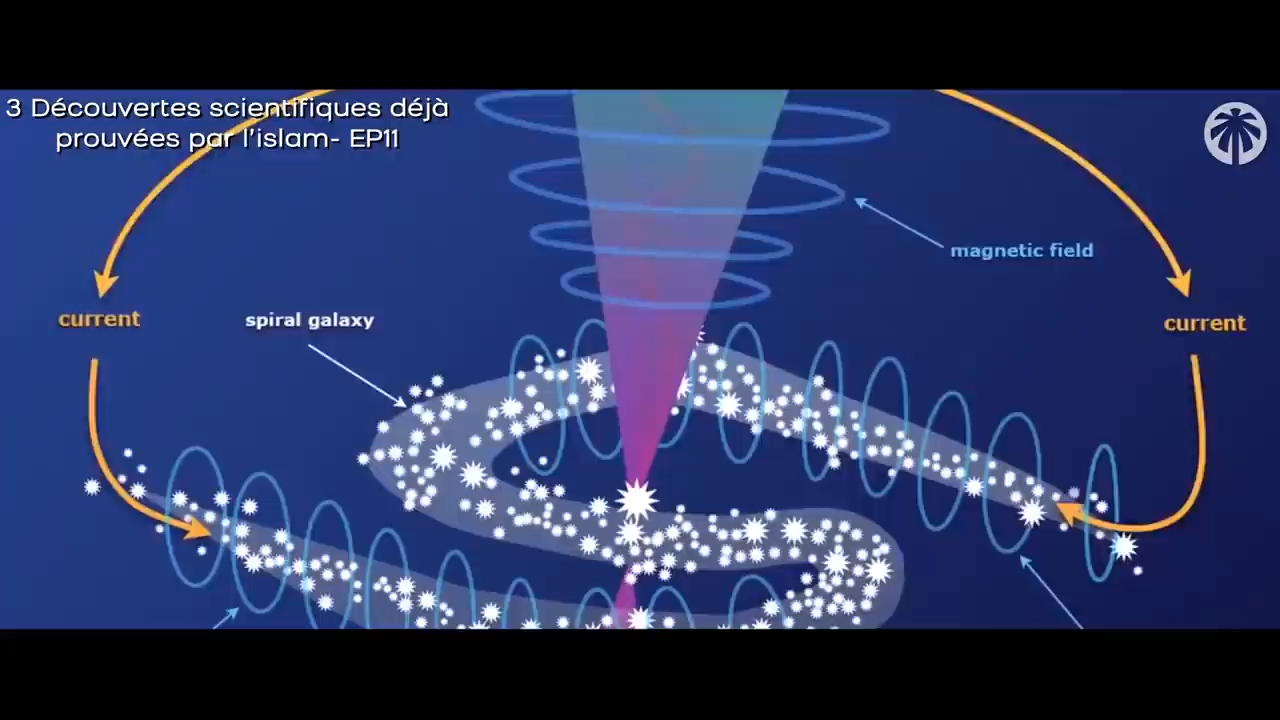 3 Découvertes scientifiques déjà
prouvées par l'islam- EP11
magnetic field
current
spiral galaxy
current